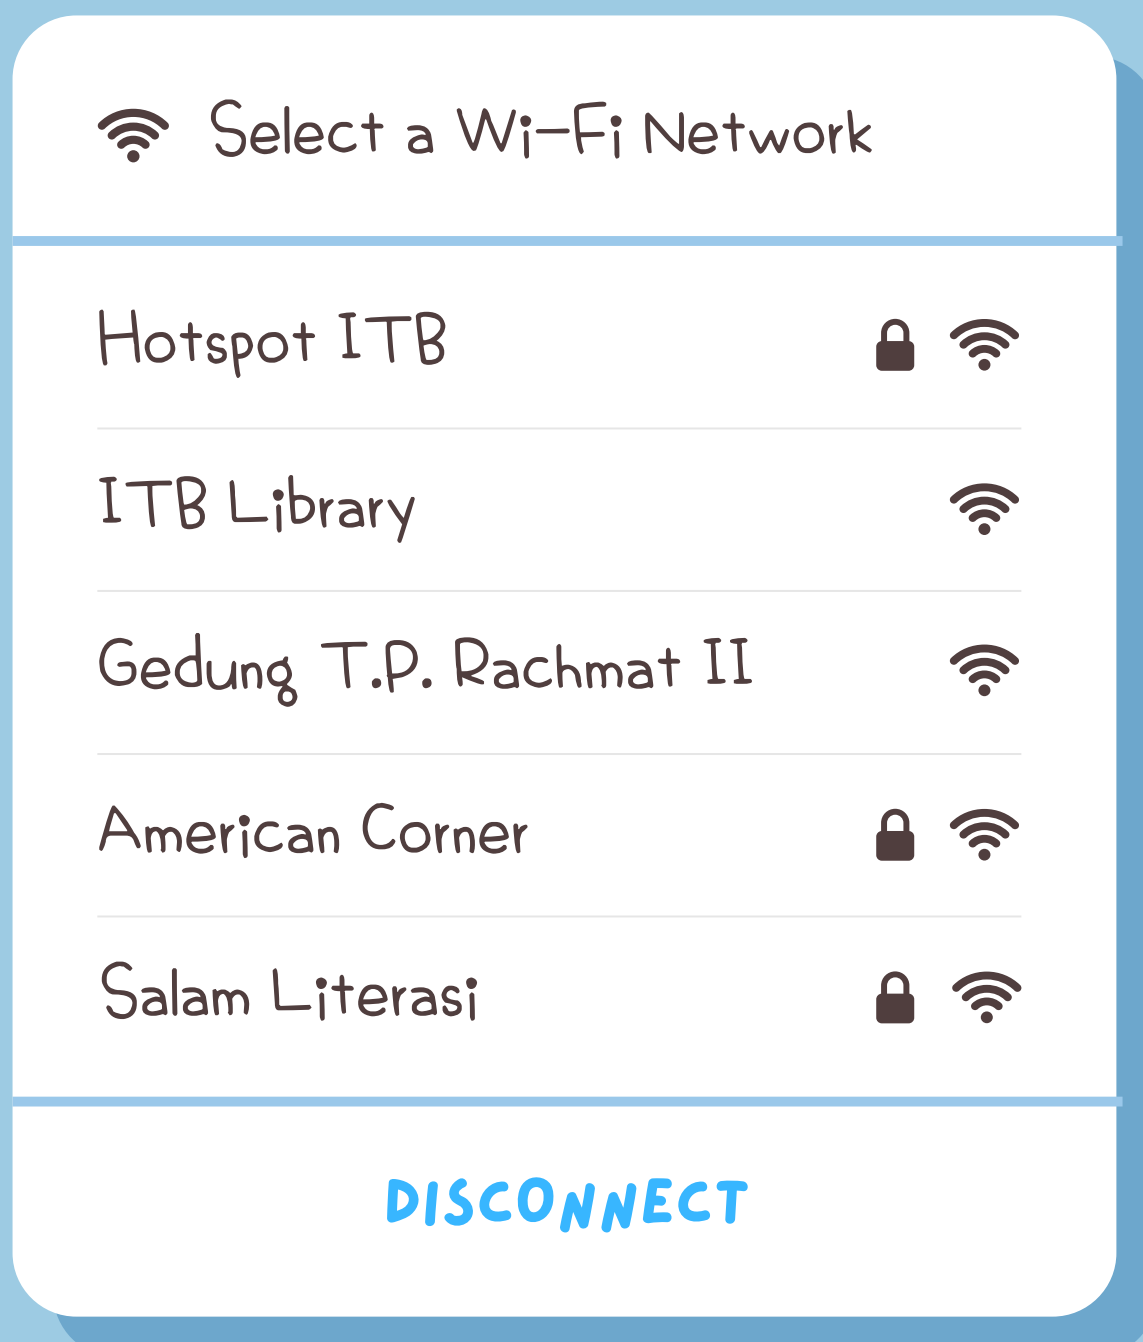 Select a Wi-Fi Network
Hotspot ITB
ITB Library
Gedung T.P. Rachmat II
American Corner
Salam Literasi
DISCONNECT